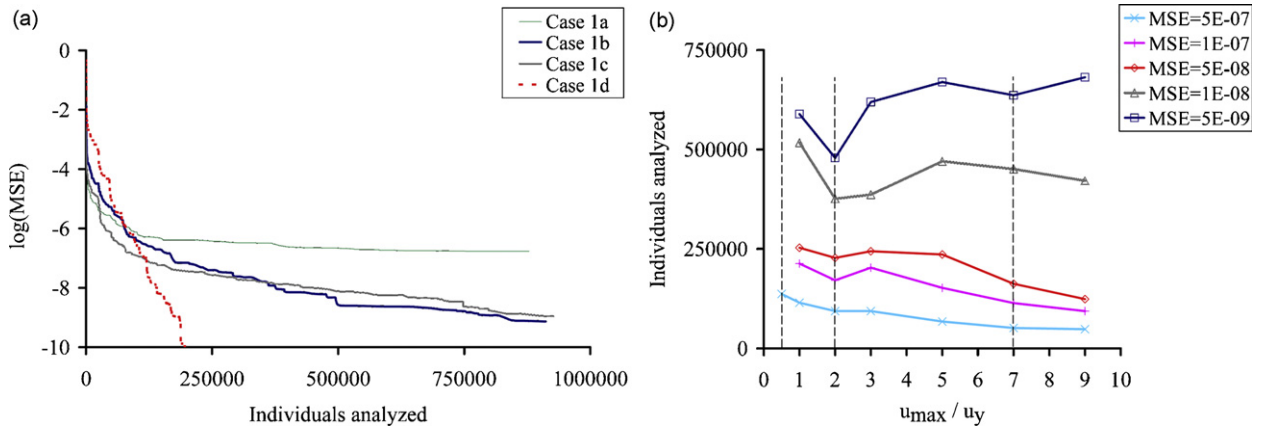 (a)
Case 1a
Case 1b
Case 1c
Case 1d
0
-2
-4
-6
-8
-10
log(MSE)
0 250000 500000 750000 1000000
Individuals analyzed
(b)
MSE=5E-07
MSE=1E-07
MSE=5E-08
MSE=1E-08
MSE=5E-09
750000
500000
250000
0
Individuals analyzed
0 1 2 3 4 5 6 7 8 9 10
umax / uy